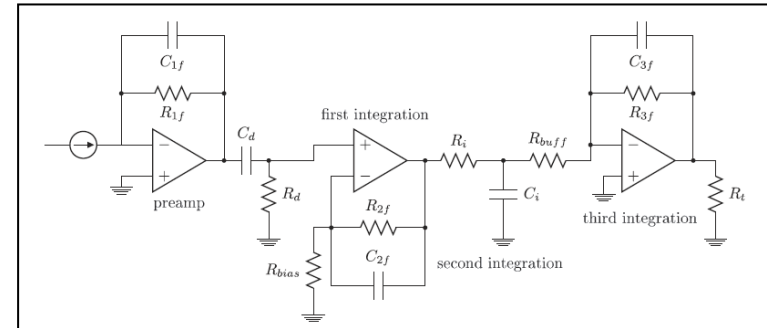 C1f
R1f
−
+
preamp
Cd
Rd
first integration
+
−
R2f
C2f
Rbias
Ri
Ci
second integration
Rbuff
C3f
R3f
−
+
third integration
Rt